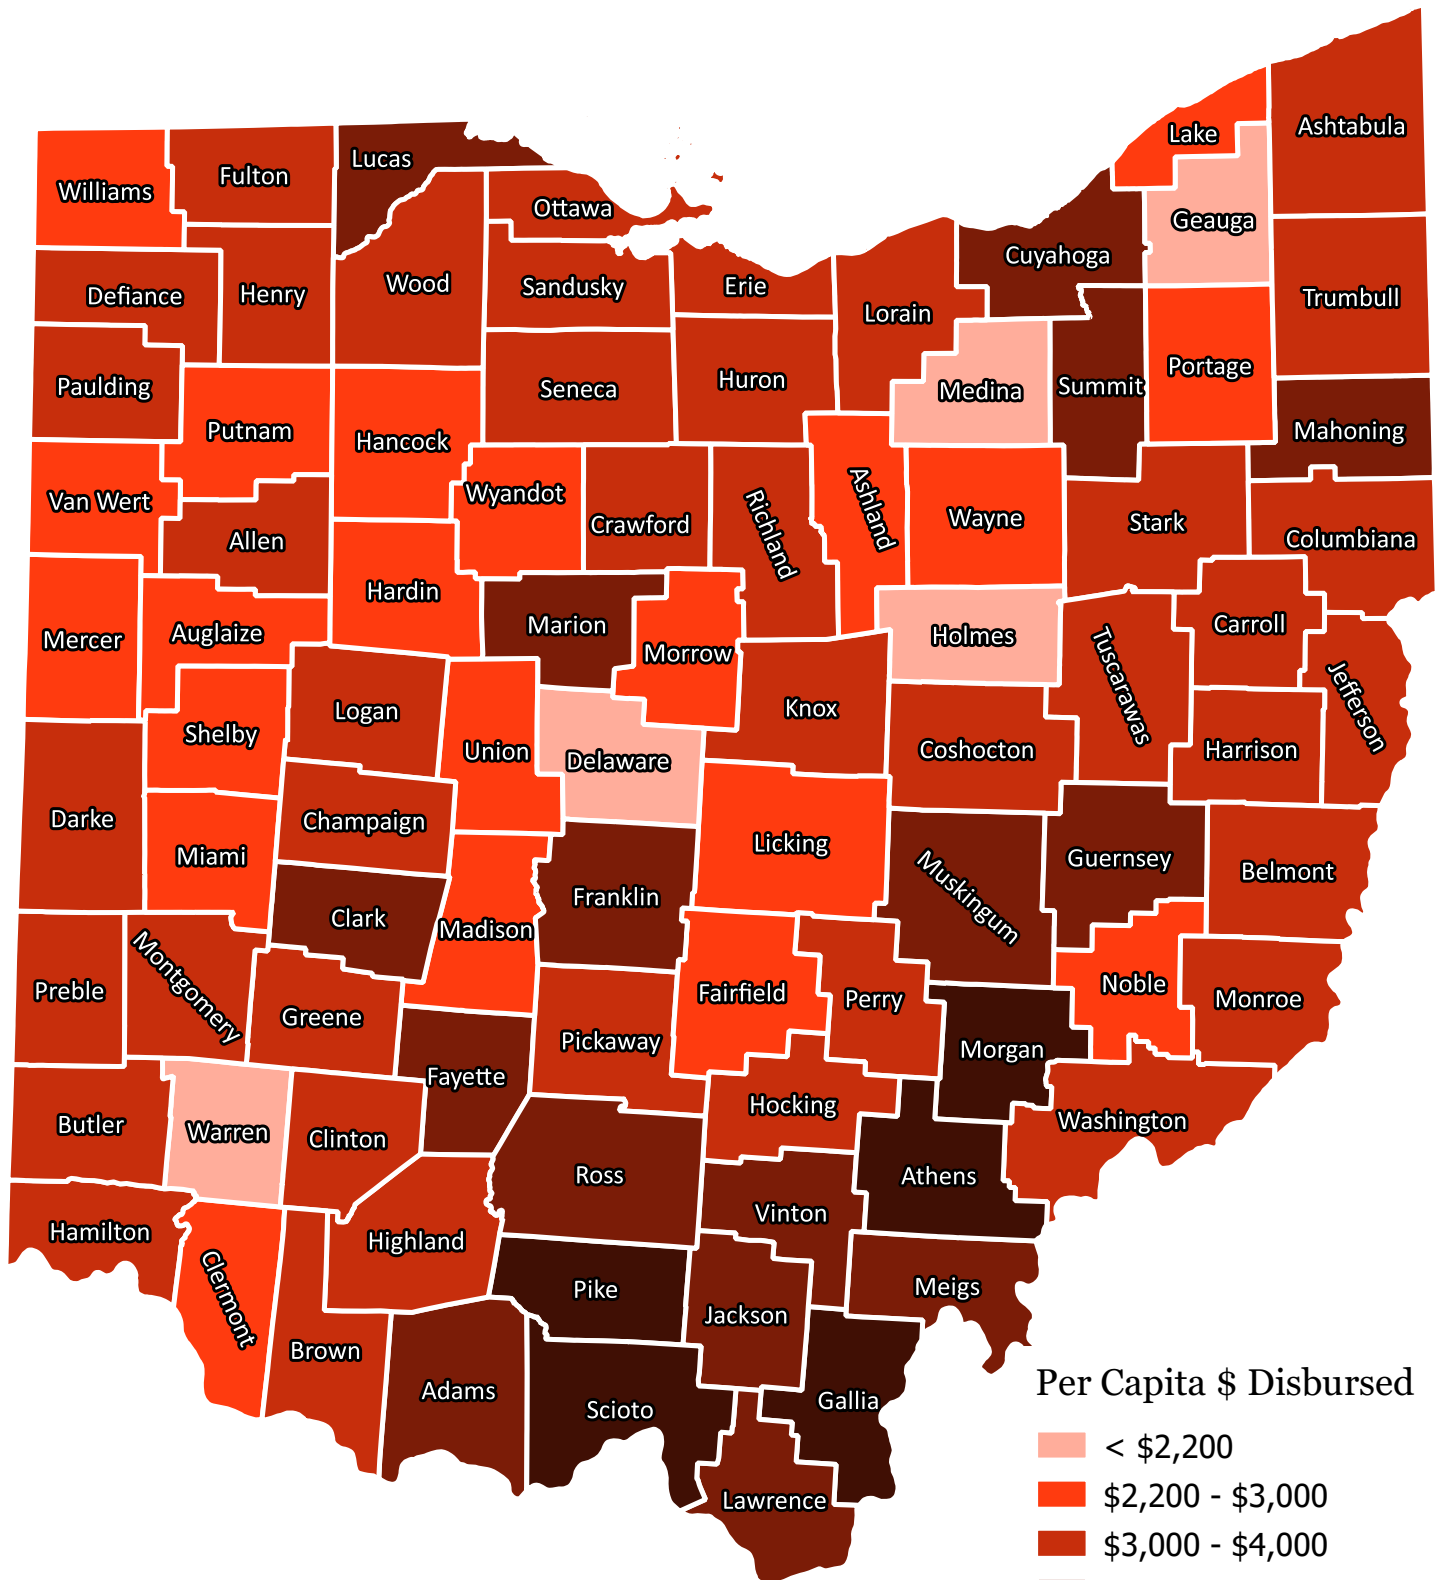 Lake
Ashtabula
Lucas
Fulton
Williams
Ottawa
Geauga
Cuyahoga
Wood
Sandusky
Erie
Henry
Defiance
Trumbull
Lorain
Portage
Huron
Summit
Paulding
Seneca
Medina
Mahoning
Putnam
Hancock
Wyandot
Van Wert
Ashland
Wayne
Stark
Crawford
Richland
Columbiana
Allen
Hardin
Marion
Carroll
Auglaize
Holmes
Mercer
Morrow
Tuscarawas
Jefferson
Knox
Logan
Shelby
Union
Coshocton
Harrison
Delaware
Darke
Champaign
Licking
Miami
Guernsey
Belmont
Muskingum
Franklin
Clark
Madison
Noble
Preble
Montgomery
Fairfield
Perry
Monroe
Greene
Pickaway
Morgan
Fayette
Hocking
Washington
Butler
Warren
Clinton
Ross
Athens
Vinton
Hamilton
Highland
Meigs
Pike
Clermont
Jackson
Brown
Adams
Gallia
Scioto
Lawrence
Per Capita $ Disbursed
< $2,200
$2,200 - $3,000
$3,000 - $4,000